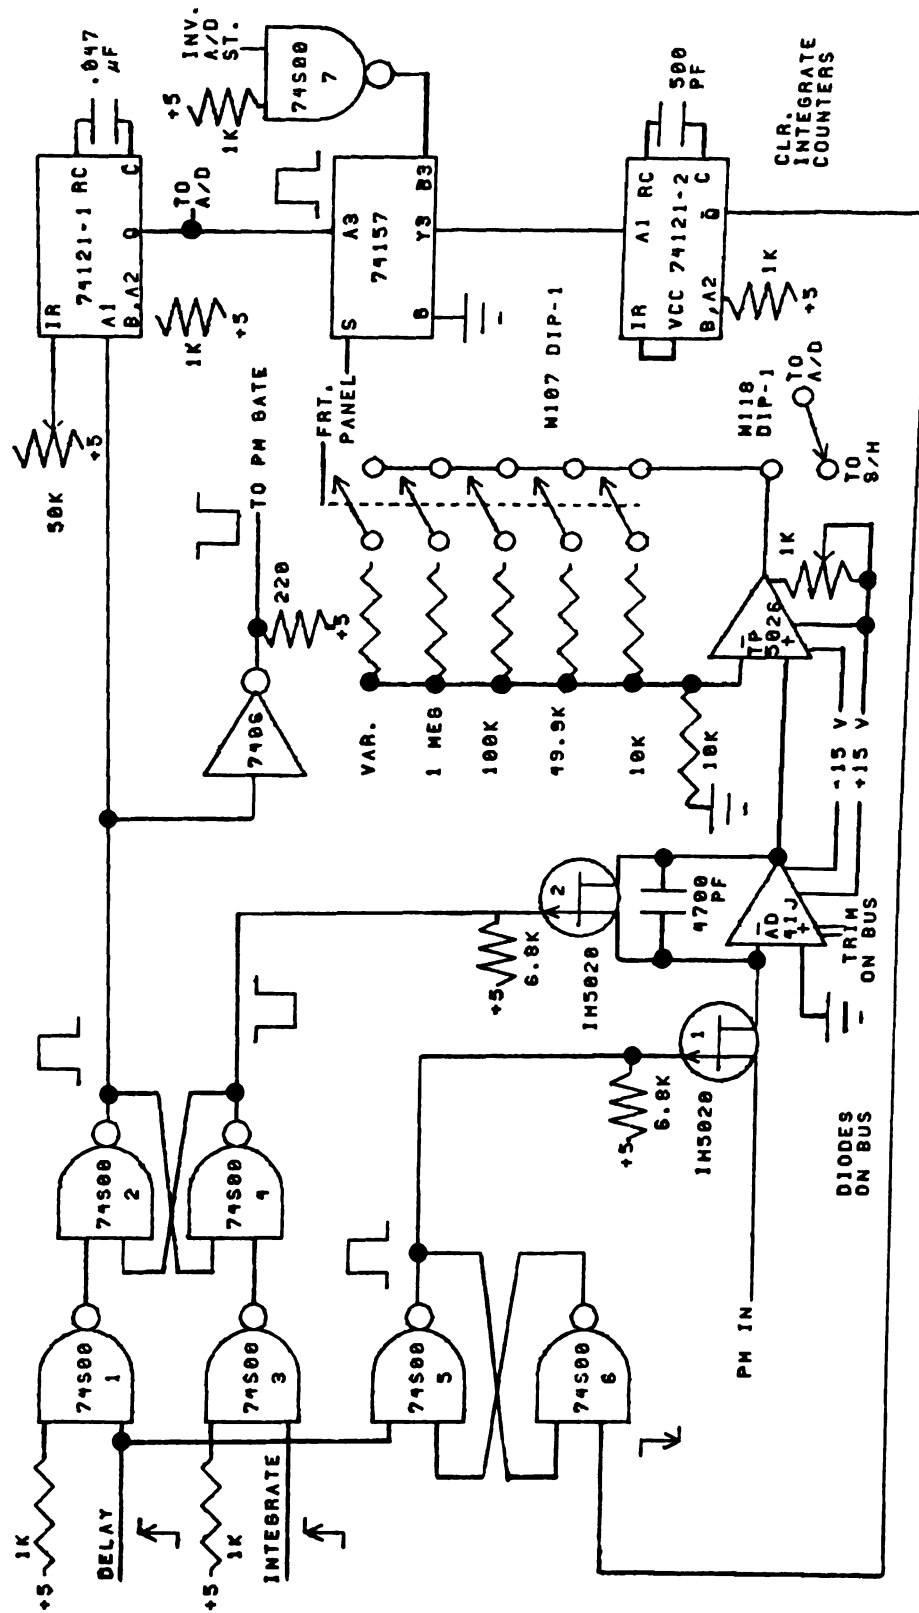 50K
+5
IR
RC
.047
µF
A1
74121-1
C
B,A2
Q
1K
+5
TO
A/D
INV.
A/D
ST.
+5
1K
74S00
7
TO PM GATE
220
+5
7406
FRT.
PANEL
S
A3
74157
B
Y3
B3
VAR.
1 MEG
100K
49.9K
10K
10K
W107 DIP-1
IR
A1
RC
500
PF
VCC
74121-2
C
B,A2
Q̄
1K
+5
CLR.
INTEGRATE
COUNTERS
W118
DIP-1
TO
A/D
TO
S/H
1K
−
TP
5026
+
-15 V
+15 V
1K
+5
DELAY
74S00
1
74S00
2
+5
1K
INTEGRATE
74S00
3
74S00
4
74S00
5
74S00
6
+5
6.8K
IH5020
2
+5
6.8K
IH5020
1
4700
PF
−
AD
41J
+
TRIM
ON BUS
PM IN
DIODES
ON BUS